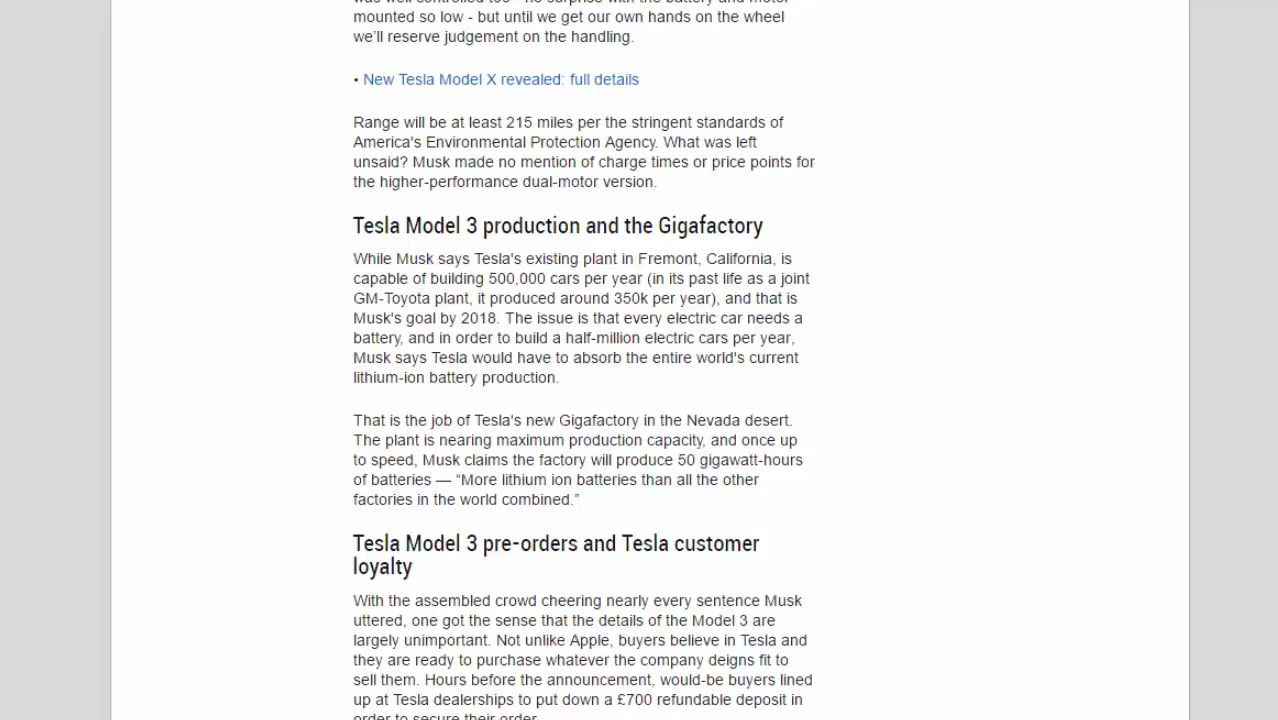 mounted so low - but until we get our own hands on the wheel
we'll reserve judgement on the handling.
• New Tesla Model X revealed: full details
Range will be at least 215 miles per the stringent standards of
America's Environmental Protection Agency. What was left
unsaid? Musk made no mention of charge times or price points for
the higher-performance dual-motor version.
Tesla Model 3 production and the Gigafactory
While Musk says Tesla's existing plant in Fremont, California, is
capable of building 500,000 cars per year (in its past life as a joint
GM-Toyota plant, it produced around 350k per year), and that is
Musk's goal by 2018. The issue is that every electric car needs a
battery, and in order to build a half-million electric cars per year,
Musk says Tesla would have to absorb the entire world's current
lithium-ion battery production.
That is the job of Tesla's new Gigafactory in the Nevada desert.
The plant is nearing maximum production capacity, and once up
to speed, Musk claims the factory will produce 50 gigawatt-hours
of batteries — “More lithium ion batteries than all the other
factories in the world combined.”
Tesla Model 3 pre-orders and Tesla customer
loyalty
With the assembled crowd cheering nearly every sentence Musk
uttered, one got the sense that the details of the Model 3 are
largely unimportant. Not unlike Apple, buyers believe in Tesla and
they are ready to purchase whatever the company deigns fit to
sell them. Hours before the announcement, would-be buyers lined
up at Tesla dealerships to put down a £700 refundable deposit in
order to secure their order.